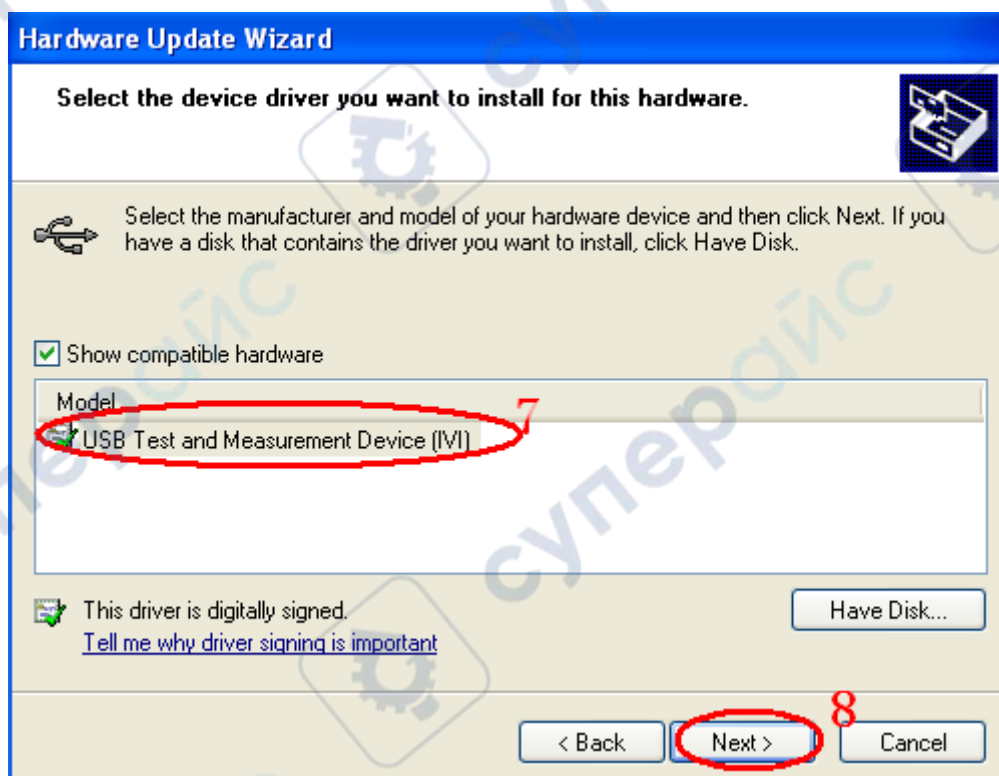 Hardware Update Wizard
Select the device driver you want to install for this hardware.
Select the manufacturer and model of your hardware device and then click Next. If you
have a disk that contains the driver you want to install, click Have Disk.
Show compatible hardware
Model
USB Test and Measurement Device (IVI)
7
This driver is digitally signed.
Have Disk...
Tell me why driver signing is important
< Back
Next >
8
Cancel
суперайс